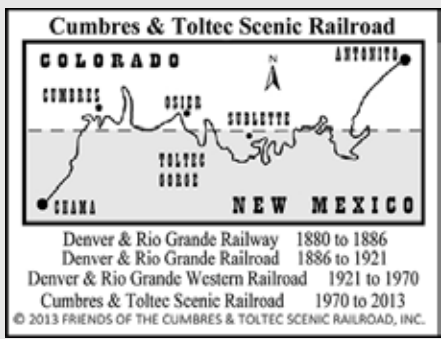 Cumbres & Toltec Scenic Railroad
COLORADO
N
ANTONITO
CUMBRES
OSIER
SUBLETTE
TOLTEC
GORGE
CHAMA
NEW MEXICO
Denver & Rio Grande Railway 1880 to 1886
Denver & Rio Grande Railroad 1886 to 1921
Denver & Rio Grande Western Railroad 1921 to 1970
Cumbres & Toltec Scenic Railroad 1970 to 2013
© 2013 FRIENDS OF THE CUMBRES & TOLTEC SCENIC RAILROAD, INC.